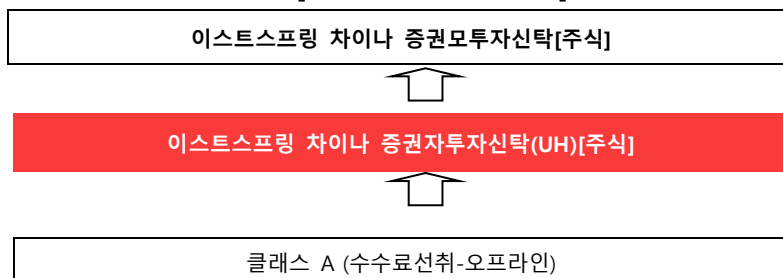 이스트스프링 차이나 증권모투자신탁[주식]
이스트스프링 차이나 증권자투자신탁(UH)[주식]
클래스 A (수수료선취-오프라인)